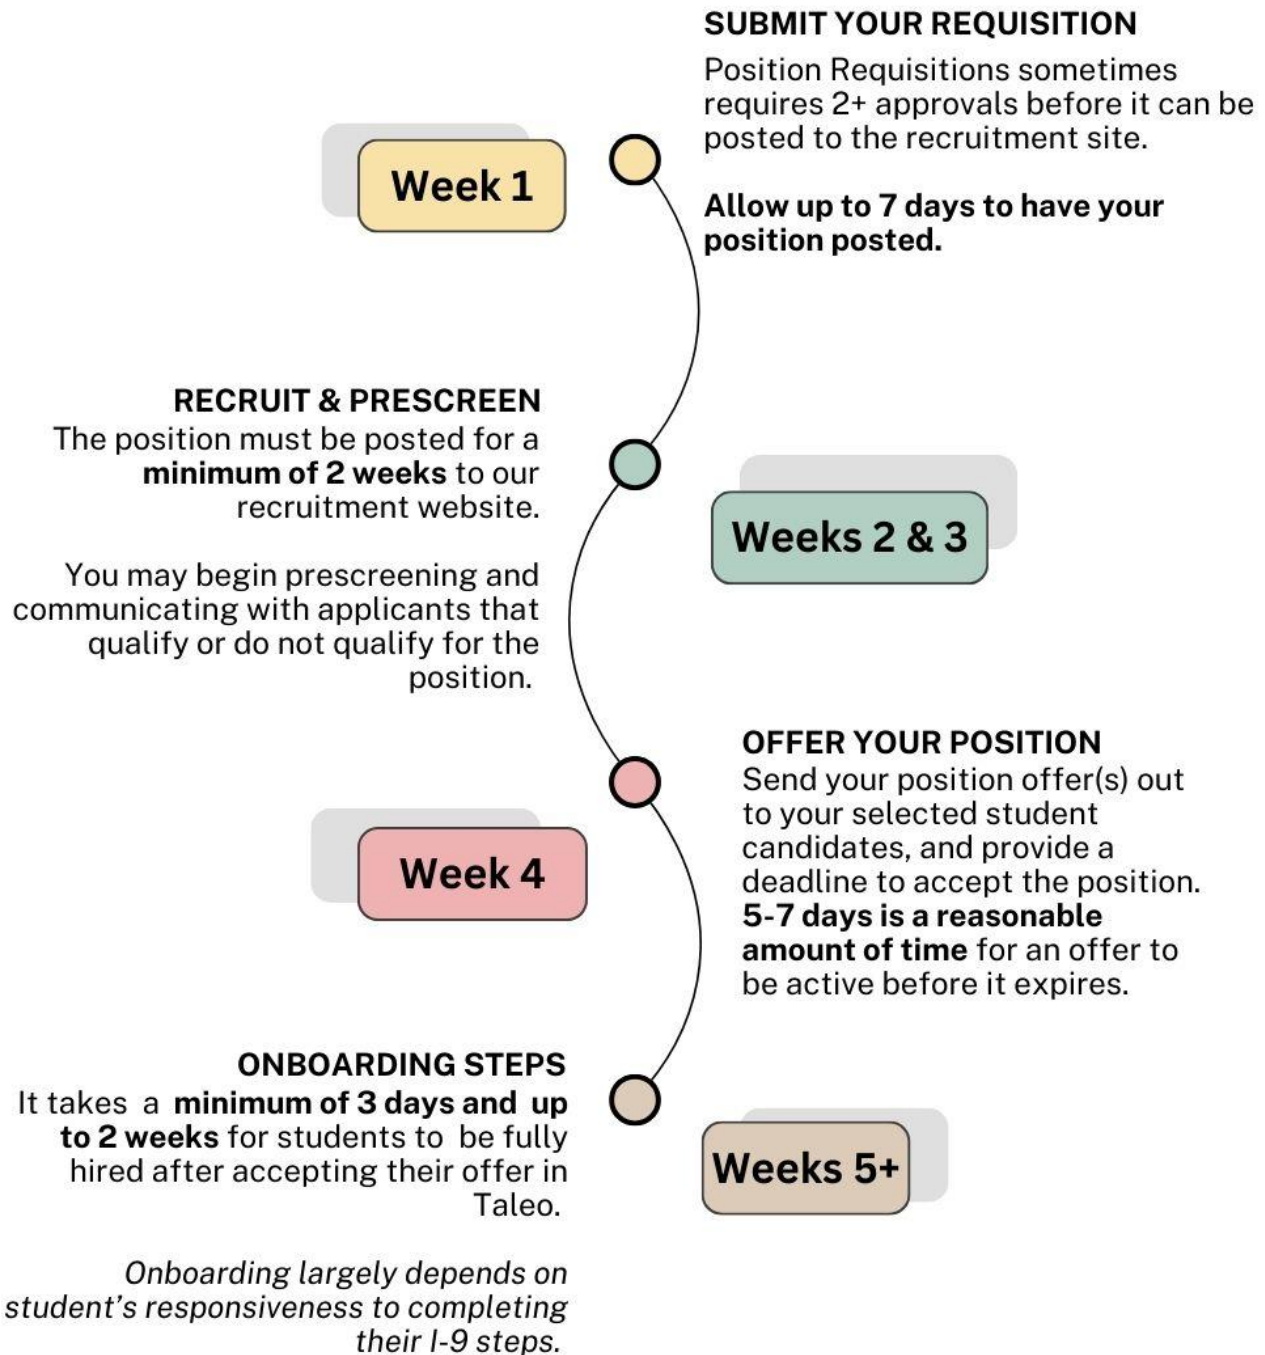 SUBMIT YOUR REQUISITION
Position Requisitions sometimes
requires 2+ approvals before it can be
posted to the recruitment site.
Allow up to 7 days to have your
position posted.
Week 1
RECRUIT & PRESCREEN
The position must be posted for a
minimum of 2 weeks to our
recruitment website.
You may begin prescreening and
communicating with applicants that
qualify or do not qualify for the
position.
Weeks 2 & 3
OFFER YOUR POSITION
Send your position offer(s) out
to your selected student
candidates, and provide a
deadline to accept the position.
5-7 days is a reasonable
amount of time for an offer to
be active before it expires.
Week 4
ONBOARDING STEPS
It takes a minimum of 3 days and up
to 2 weeks for students to be fully
hired after accepting their offer in
Taleo.
Onboarding largely depends on
student's responsiveness to completing
their I-9 steps.
Weeks 5+